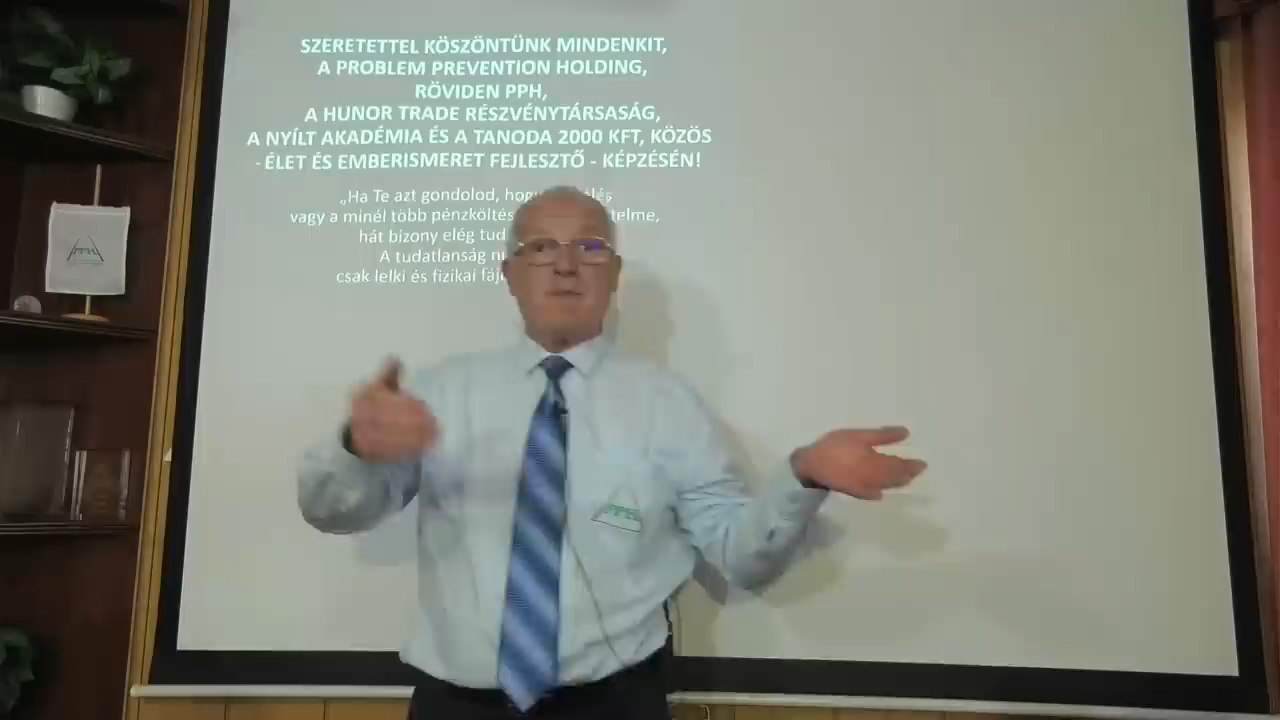 SZERETETTEL KÖSZÖNTÜNK MINDENKIT,
A PROBLEM PREVENTION HOLDING,
RÖVIDEN PPH,
A HUNOR TRADE RÉSZVÉNYTÁRSASÁG,
A NYÍLT AKADÉMIA ÉS A TANODA 2000 KFT, KÖZÖS
- ÉLET ÉS EMBERISMERET FEJLESZTŐ - KÉPZÉSÉN!
„Ha Te azt gondolod, hogy
vagy a minél több pénzköltés
hát bizony elég tud
A tudatlanság
csak lelki és fizikai
PPH
PPH